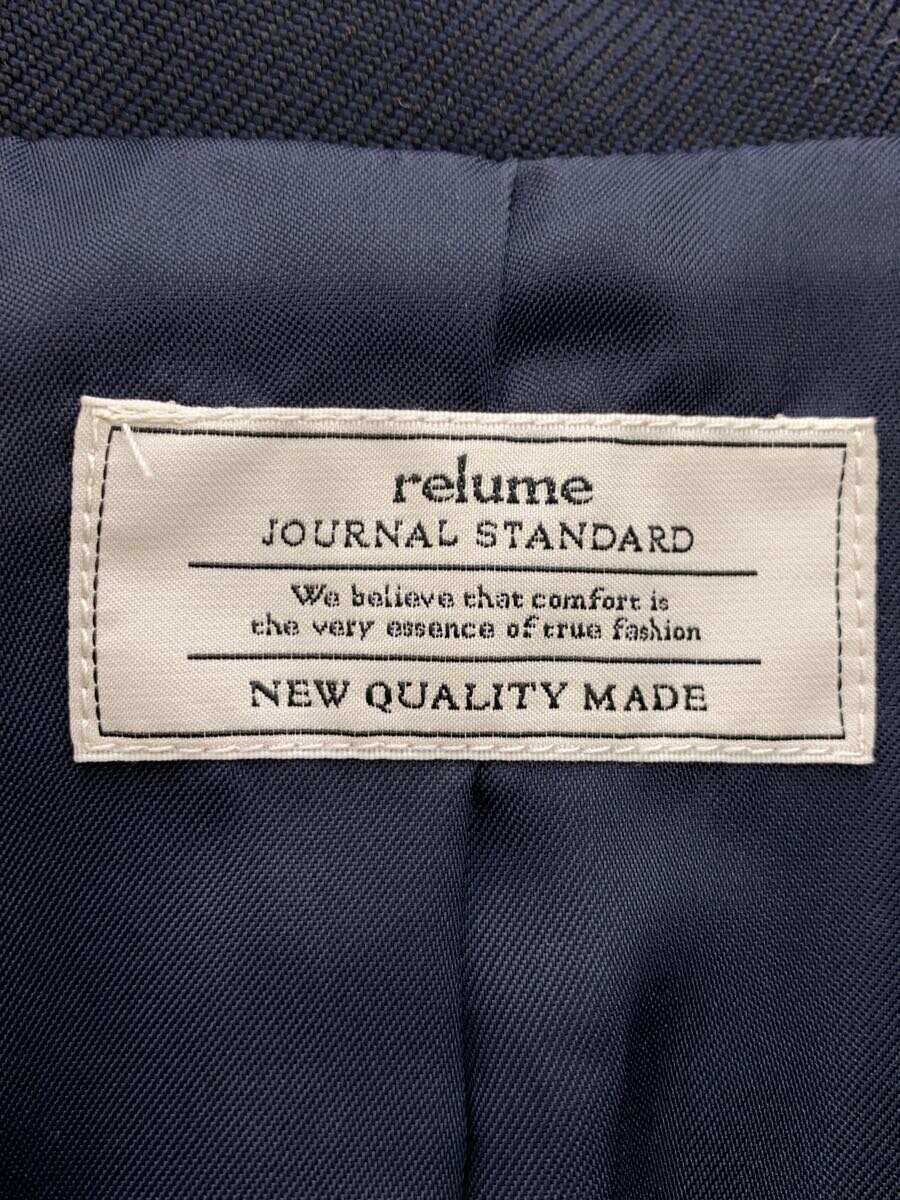 relume
JOURNAL STANDARD
We believe that comfort is
the very essence of true fashion
NEW QUALITY MADE